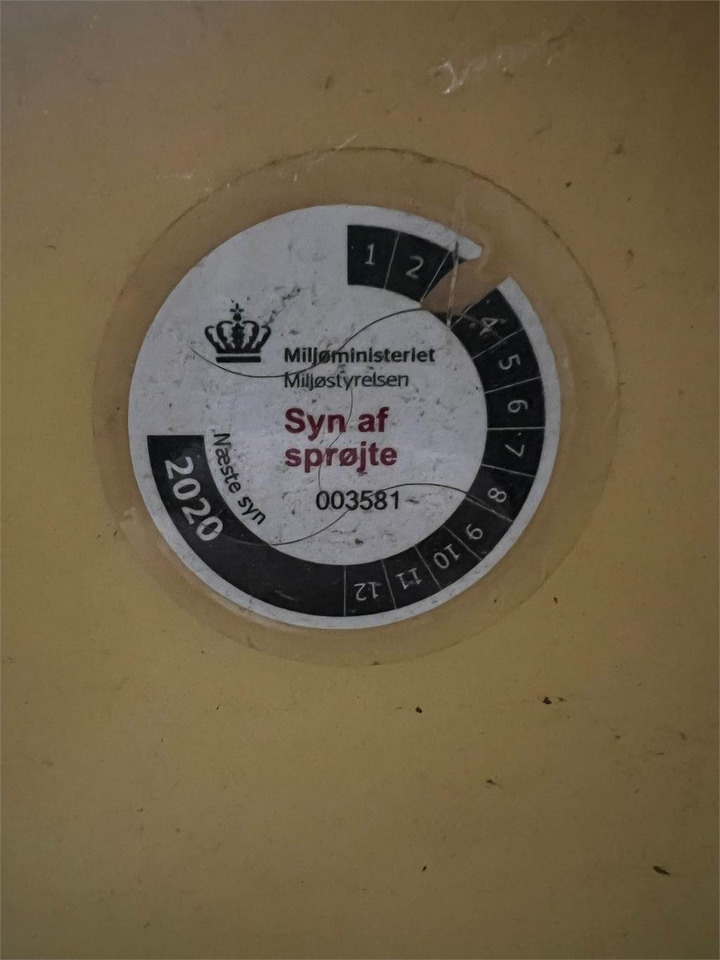 1 2 4 5 6 7 8 9 10 11 12
Miljøministeriet
Miljøstyrelsen
Syn af
sprøjte
003581
Næste syn
2020